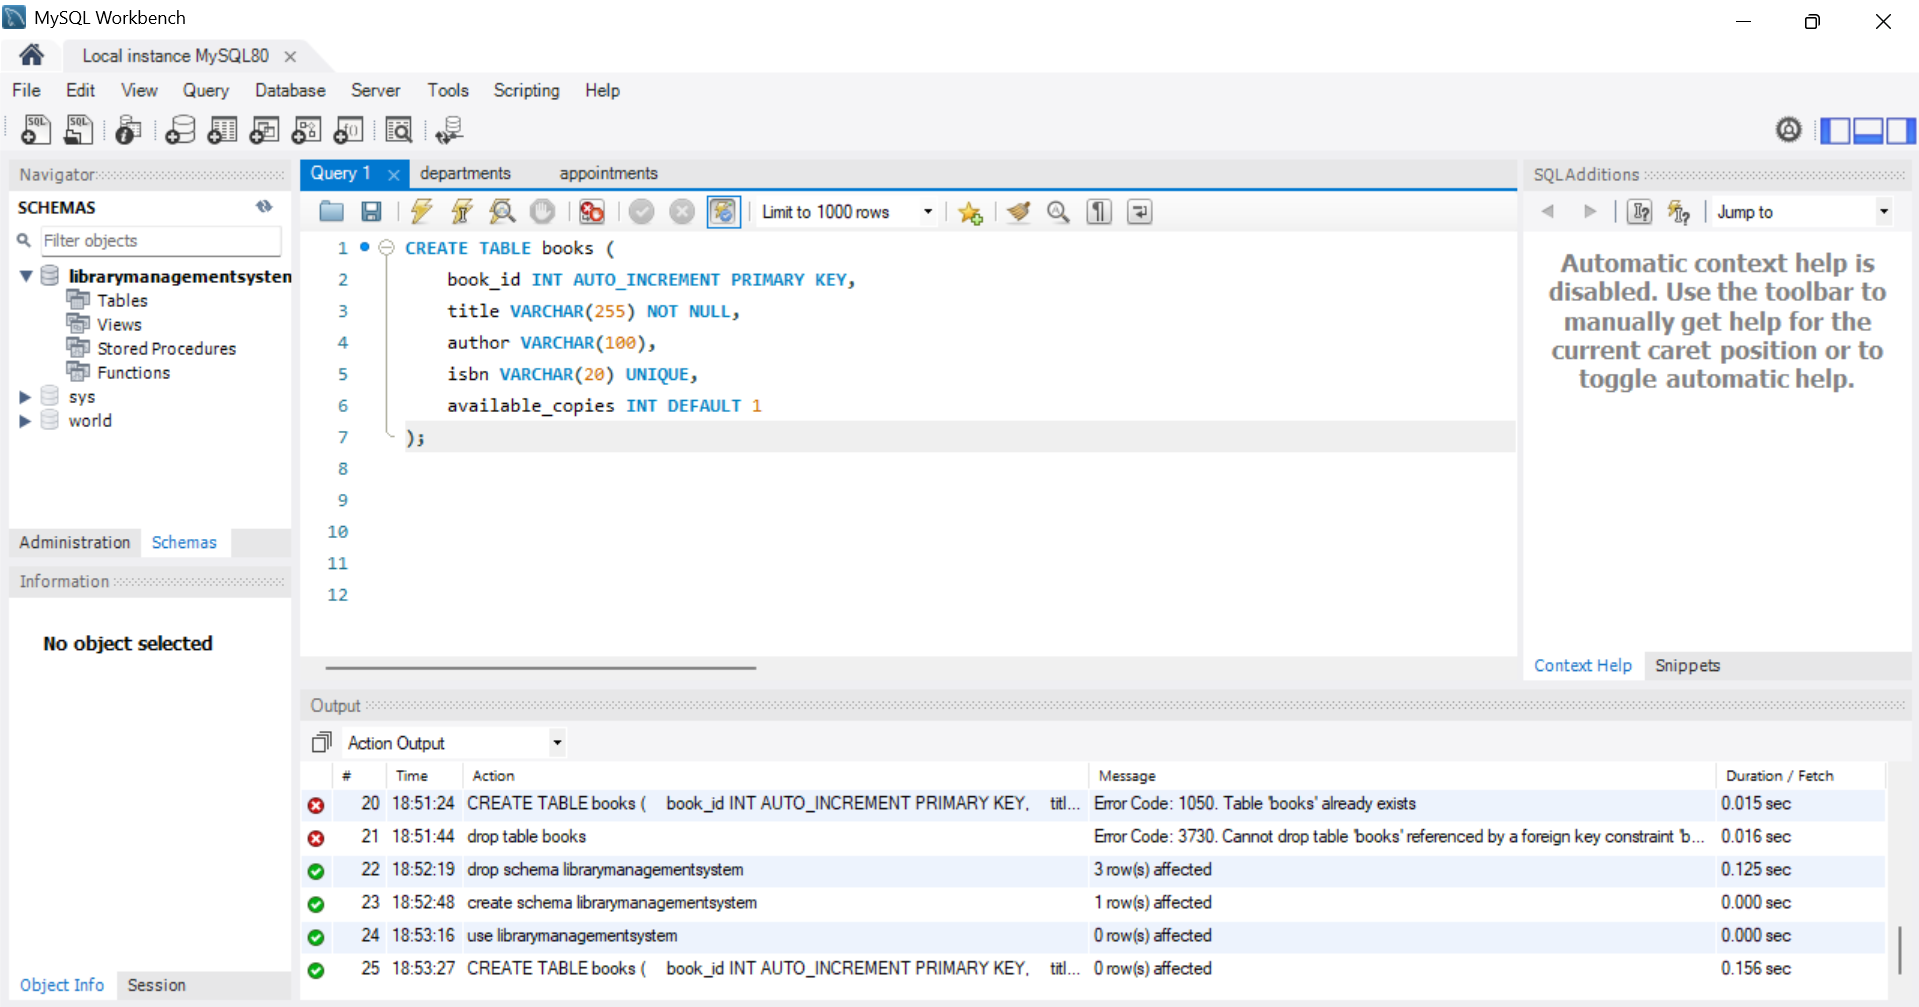 MySQL Workbench
Local instance MySQL80
File Edit View Query Database Server Tools Scripting Help
Navigator
SCHEMAS
Filter objects
librarymanagementsysten
Tables
Views
Stored Procedures
Functions
sys
world
Administration Schemas
Information
No object selected
Object Info Session
Query 1 departments appointments
Limit to 1000 rows
1 CREATE TABLE books (
2 book_id INT AUTO_INCREMENT PRIMARY KEY,
3 title VARCHAR(255) NOT NULL,
4 author VARCHAR(100),
5 isbn VARCHAR(20) UNIQUE,
6 available_copies INT DEFAULT 1
7 );
8
9
10
11
12
SQLAdditions
Jump to
Automatic context help is
disabled. Use the toolbar to
manually get help for the
current caret position or to
toggle automatic help.
Context Help Snippets
Output
Action Output
# Time Action Message Duration / Fetch
20 18:51:24 CREATE TABLE books ( book_id INT AUTO_INCREMENT PRIMARY KEY, titl... Error Code: 1050. Table 'books' already exists 0.015 sec
21 18:51:44 drop table books Error Code: 3730. Cannot drop table 'books' referenced by a foreign key constraint 'b... 0.016 sec
22 18:52:19 drop schema librarymanagementsystem 3 row(s) affected 0.125 sec
23 18:52:48 create schema librarymanagementsystem 1 row(s) affected 0.000 sec
24 18:53:16 use librarymanagementsystem 0 row(s) affected 0.000 sec
25 18:53:27 CREATE TABLE books ( book_id INT AUTO_INCREMENT PRIMARY KEY, titl... 0 row(s) affected 0.156 sec